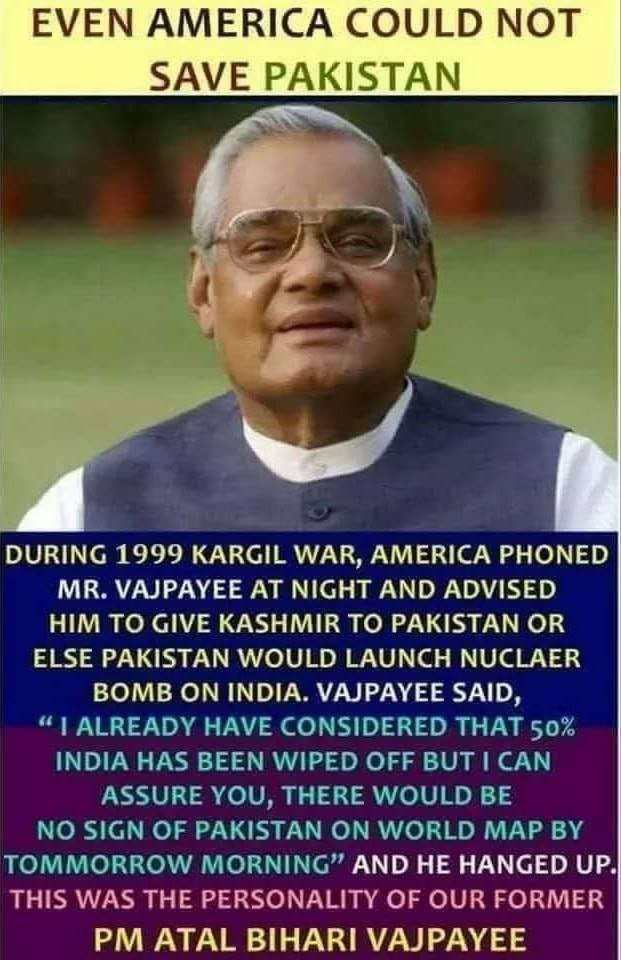 EVEN AMERICA COULD NOT
SAVE PAKISTAN
DURING 1999 KARGIL WAR, AMERICA PHONED
MR. VAJPAYEE AT NIGHT AND ADVISED
HIM TO GIVE KASHMIR TO PAKISTAN OR
ELSE PAKISTAN WOULD LAUNCH NUCLAER
BOMB ON INDIA. VAJPAYEE SAID,
“ I ALREADY HAVE CONSIDERED THAT 50%
INDIA HAS BEEN WIPED OFF BUT I CAN
ASSURE YOU, THERE WOULD BE
NO SIGN OF PAKISTAN ON WORLD MAP BY
TOMMORROW MORNING” AND HE HANGED UP.
THIS WAS THE PERSONALITY OF OUR FORMER
PM ATAL BIHARI VAJPAYEE